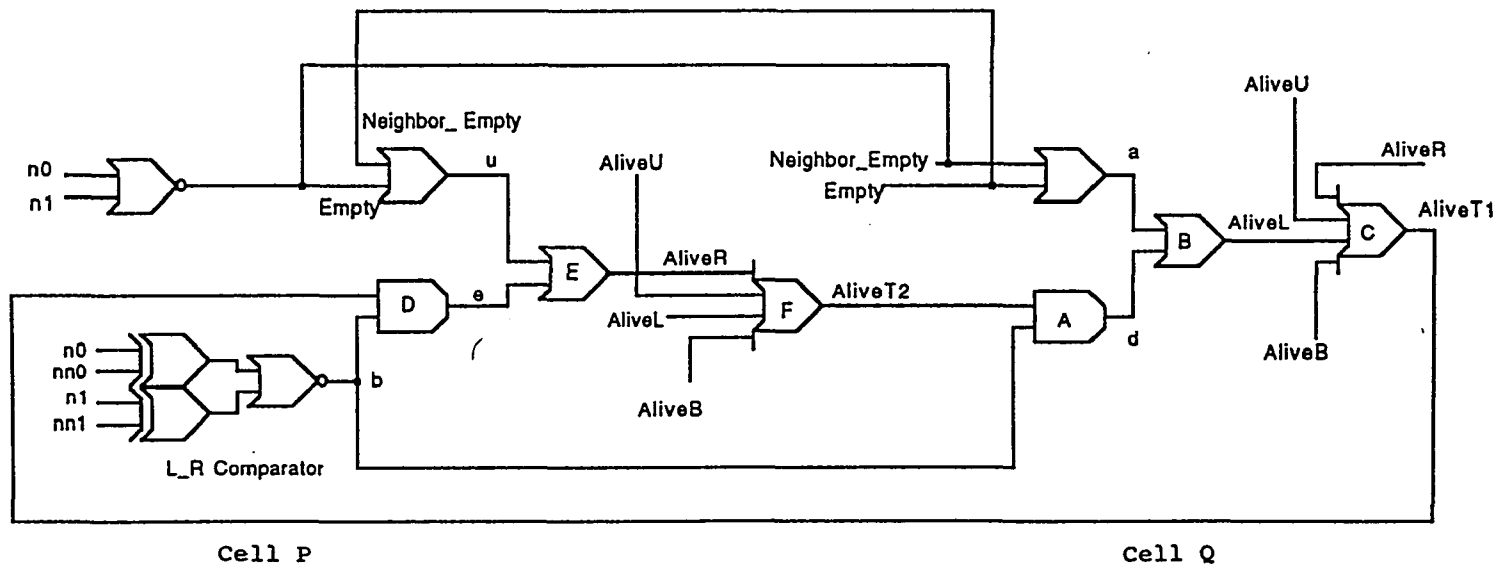 AliveU
Neighbor_ Empty
AliveR
u
AliveU
Neighbor_Empty
a
n0
Empty
AliveT1
n1
Empty
B
AliveL
C
E
AliveR
D
e
AliveT2
F
AliveL
A
d
n0
nn0
b
AliveB
n1
nn1
AliveB
L_R Comparator
Cell P
Cell Q